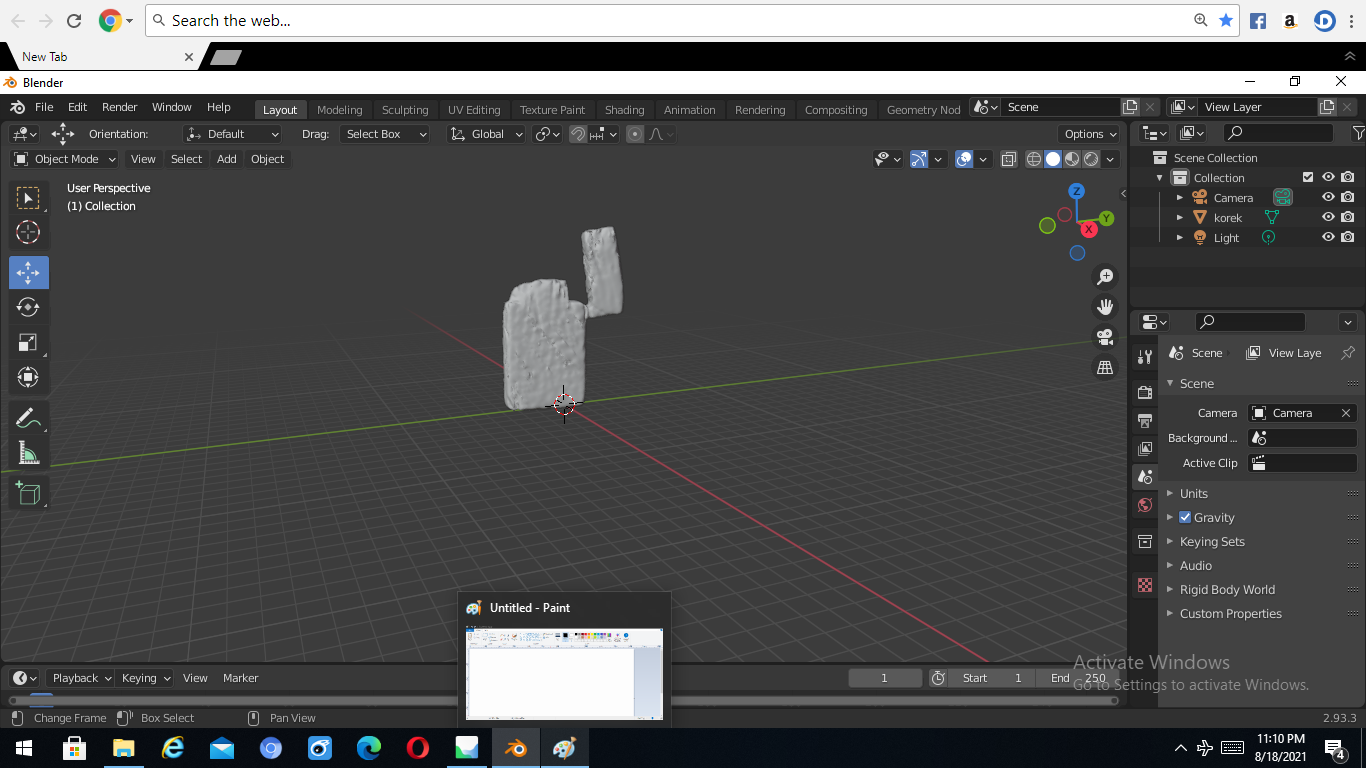 Search the web...
New Tab
Blender
File Edit Render Window Help
Layout Modeling Sculpting UV Editing Texture Paint Shading Animation Rendering Compositing Geometry Nod
Scene
View Layer
Orientation: Default Drag: Select Box Global Options
Object Mode View Select Add Object
User Perspective
(1) Collection
Z
Y
X
Scene Collection
Collection
Camera
korek
Light
Scene View Laye
Scene
Camera Camera
Background ...
Active Clip
Units
Gravity
Keying Sets
Audio
Rigid Body World
Custom Properties
Untitled - Paint
Activate Windows
Go to Settings to activate Windows.
Playback Keying View Marker 1 Start 1 End 250
Change Frame Box Select Pan View 2.93.3
11:10 PM
8/18/2021
4